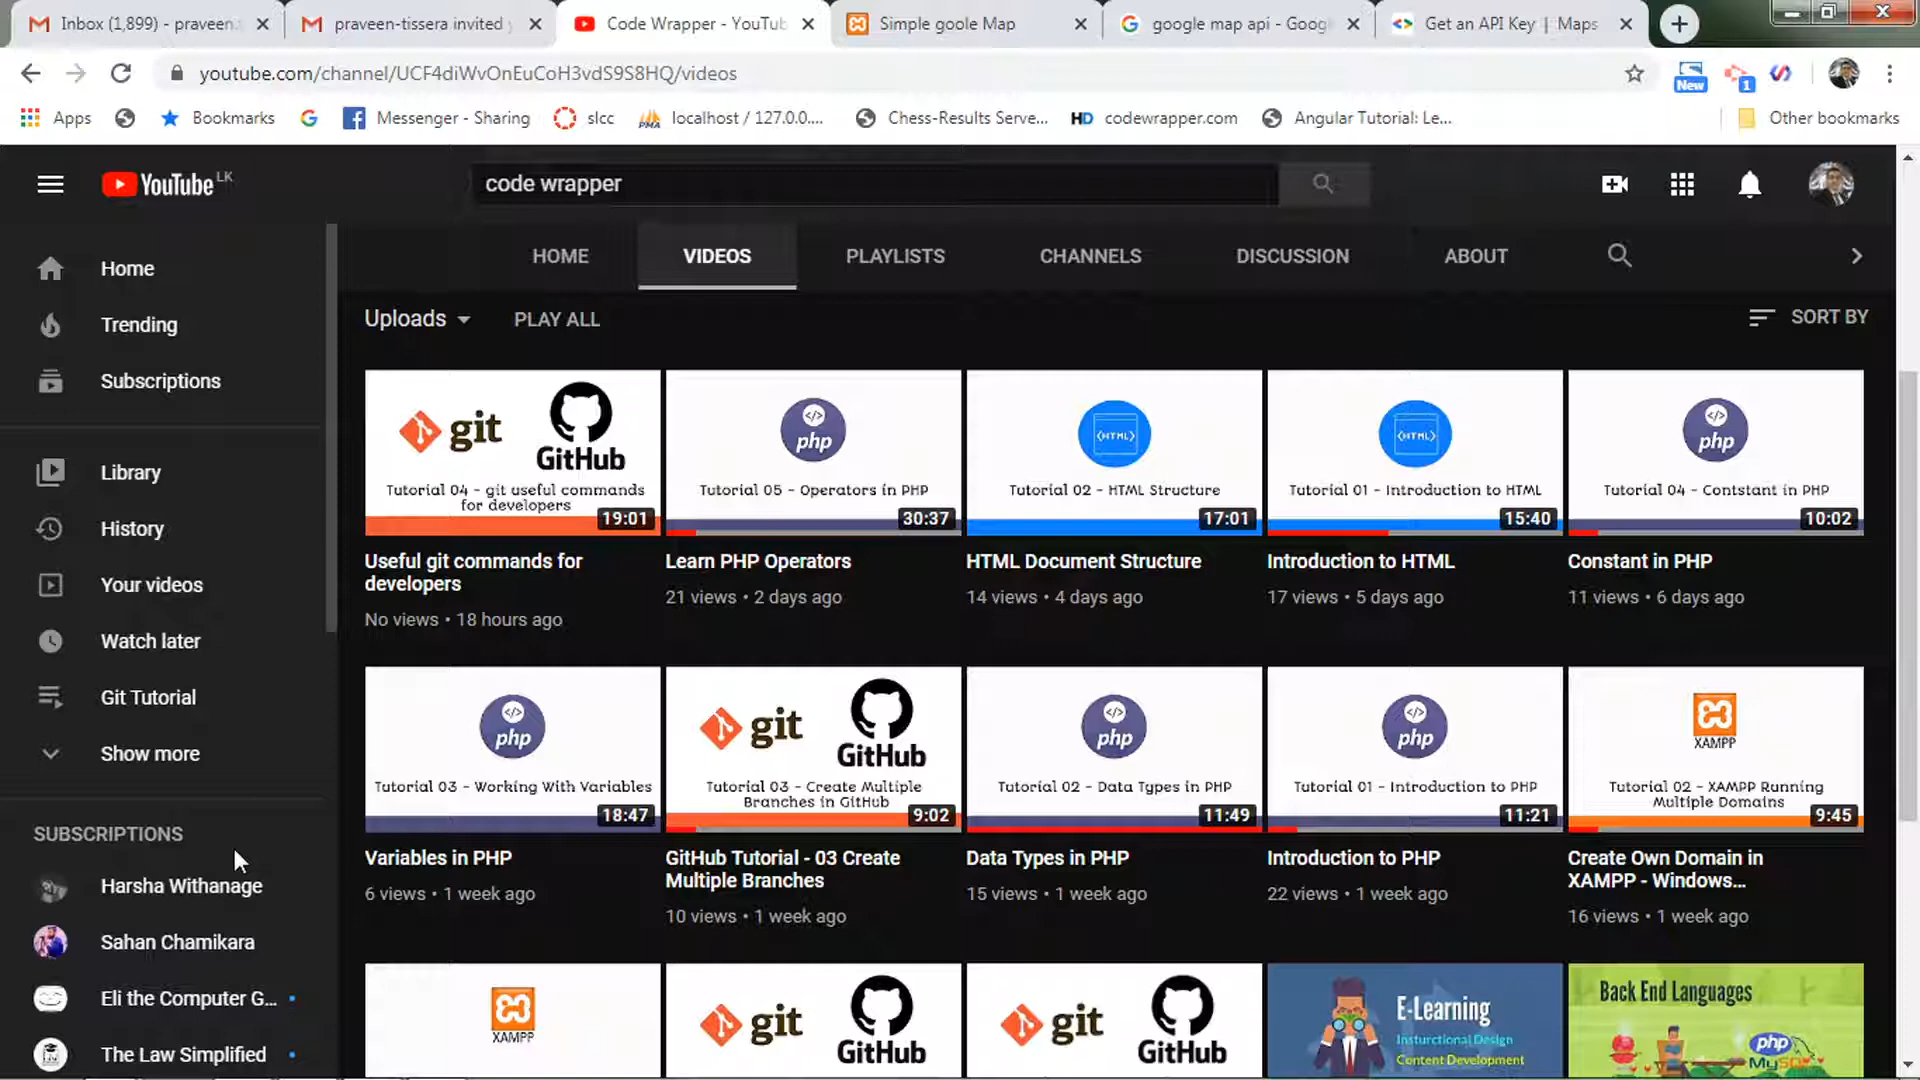 Inbox (1,899) - praveen.
praveen-tissera invited y
Code Wrapper - YouTub
Simple goole Map
google map api - Goog
Get an API Key | Maps
youtube.com/channel/UCF4diWvOnEuCoH3vdS9S8HQ/videos
New
1
Apps
Bookmarks
Messenger - Sharing
slcc
PMA
localhost / 127.0.0....
Chess-Results Serve...
HD
codewrapper.com
Angular Tutorial: Le...
Other bookmarks
YouTube LK
code wrapper
HOME
VIDEOS
PLAYLISTS
CHANNELS
DISCUSSION
ABOUT
Home
Trending
Subscriptions
Library
History
Your videos
Watch later
Git Tutorial
Show more
SUBSCRIPTIONS
Harsha Withanage
Sahan Chamikara
Eli the Computer G...
The Law Simplified
Uploads
PLAY ALL
SORT BY
git
GitHub
Tutorial 04 - git useful commands
for developers
19:01
Useful git commands for
developers
No views • 18 hours ago
</>
php
Tutorial 05 - Operators in PHP
30:37
Learn PHP Operators
21 views • 2 days ago
<HTML>
Tutorial 02 - HTML Structure
17:01
HTML Document Structure
14 views • 4 days ago
<HTML>
Tutorial 01 - Introduction to HTML
15:40
Introduction to HTML
17 views • 5 days ago
</>
php
Tutorial 04 - Contstant in PHP
10:02
Constant in PHP
11 views • 6 days ago
</>
php
Tutorial 03 - Working With Variables
18:47
Variables in PHP
6 views • 1 week ago
git
GitHub
Tutorial 03 - Create Multiple
Branches in GitHub
9:02
GitHub Tutorial - 03 Create
Multiple Branches
10 views • 1 week ago
</>
php
Tutorial 02 - Data Types in PHP
11:49
Data Types in PHP
15 views • 1 week ago
</>
php
Tutorial 01 - Introduction to PHP
11:21
Introduction to PHP
22 views • 1 week ago
XAMPP
Tutorial 02 - XAMPP Running
Multiple Domains
9:45
Create Own Domain in
XAMPP - Windows...
16 views • 1 week ago
XAMPP
git
GitHub
git
GitHub
E-Learning
Insturctional Design
Content Development
Back End Languages
php
MySQL